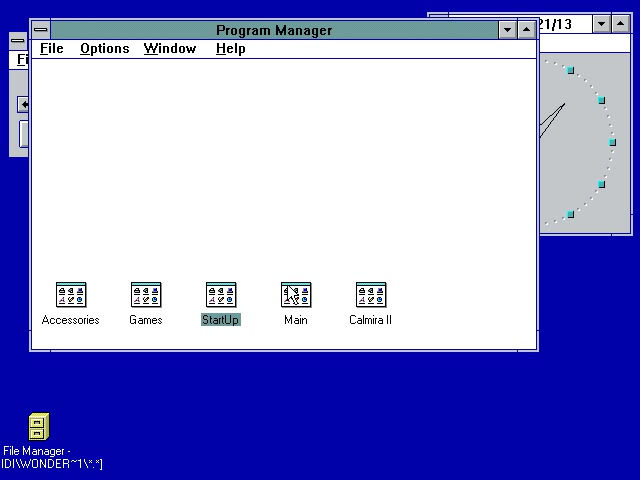 21/13
Program Manager
File Options Window Help
Fi
Accessories Games StartUp Main Calmira II
File Manager -
IDI\WONDER~1\*.*]